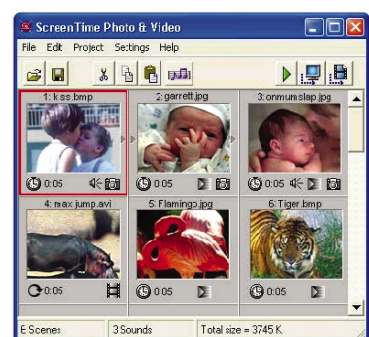 ScreenTime Photo & Video
File Edit Project Settings Help
1: kiss.bmp 2: garrett.jpg 3: onmumslap.jpg
0:05 0:05 0:05
4: max jump.avi 5: Flamingo.jpg 6: Tiger.bmp
0:05 0:05 0:05
6 Scenes 3 Sounds Total size = 3745 K